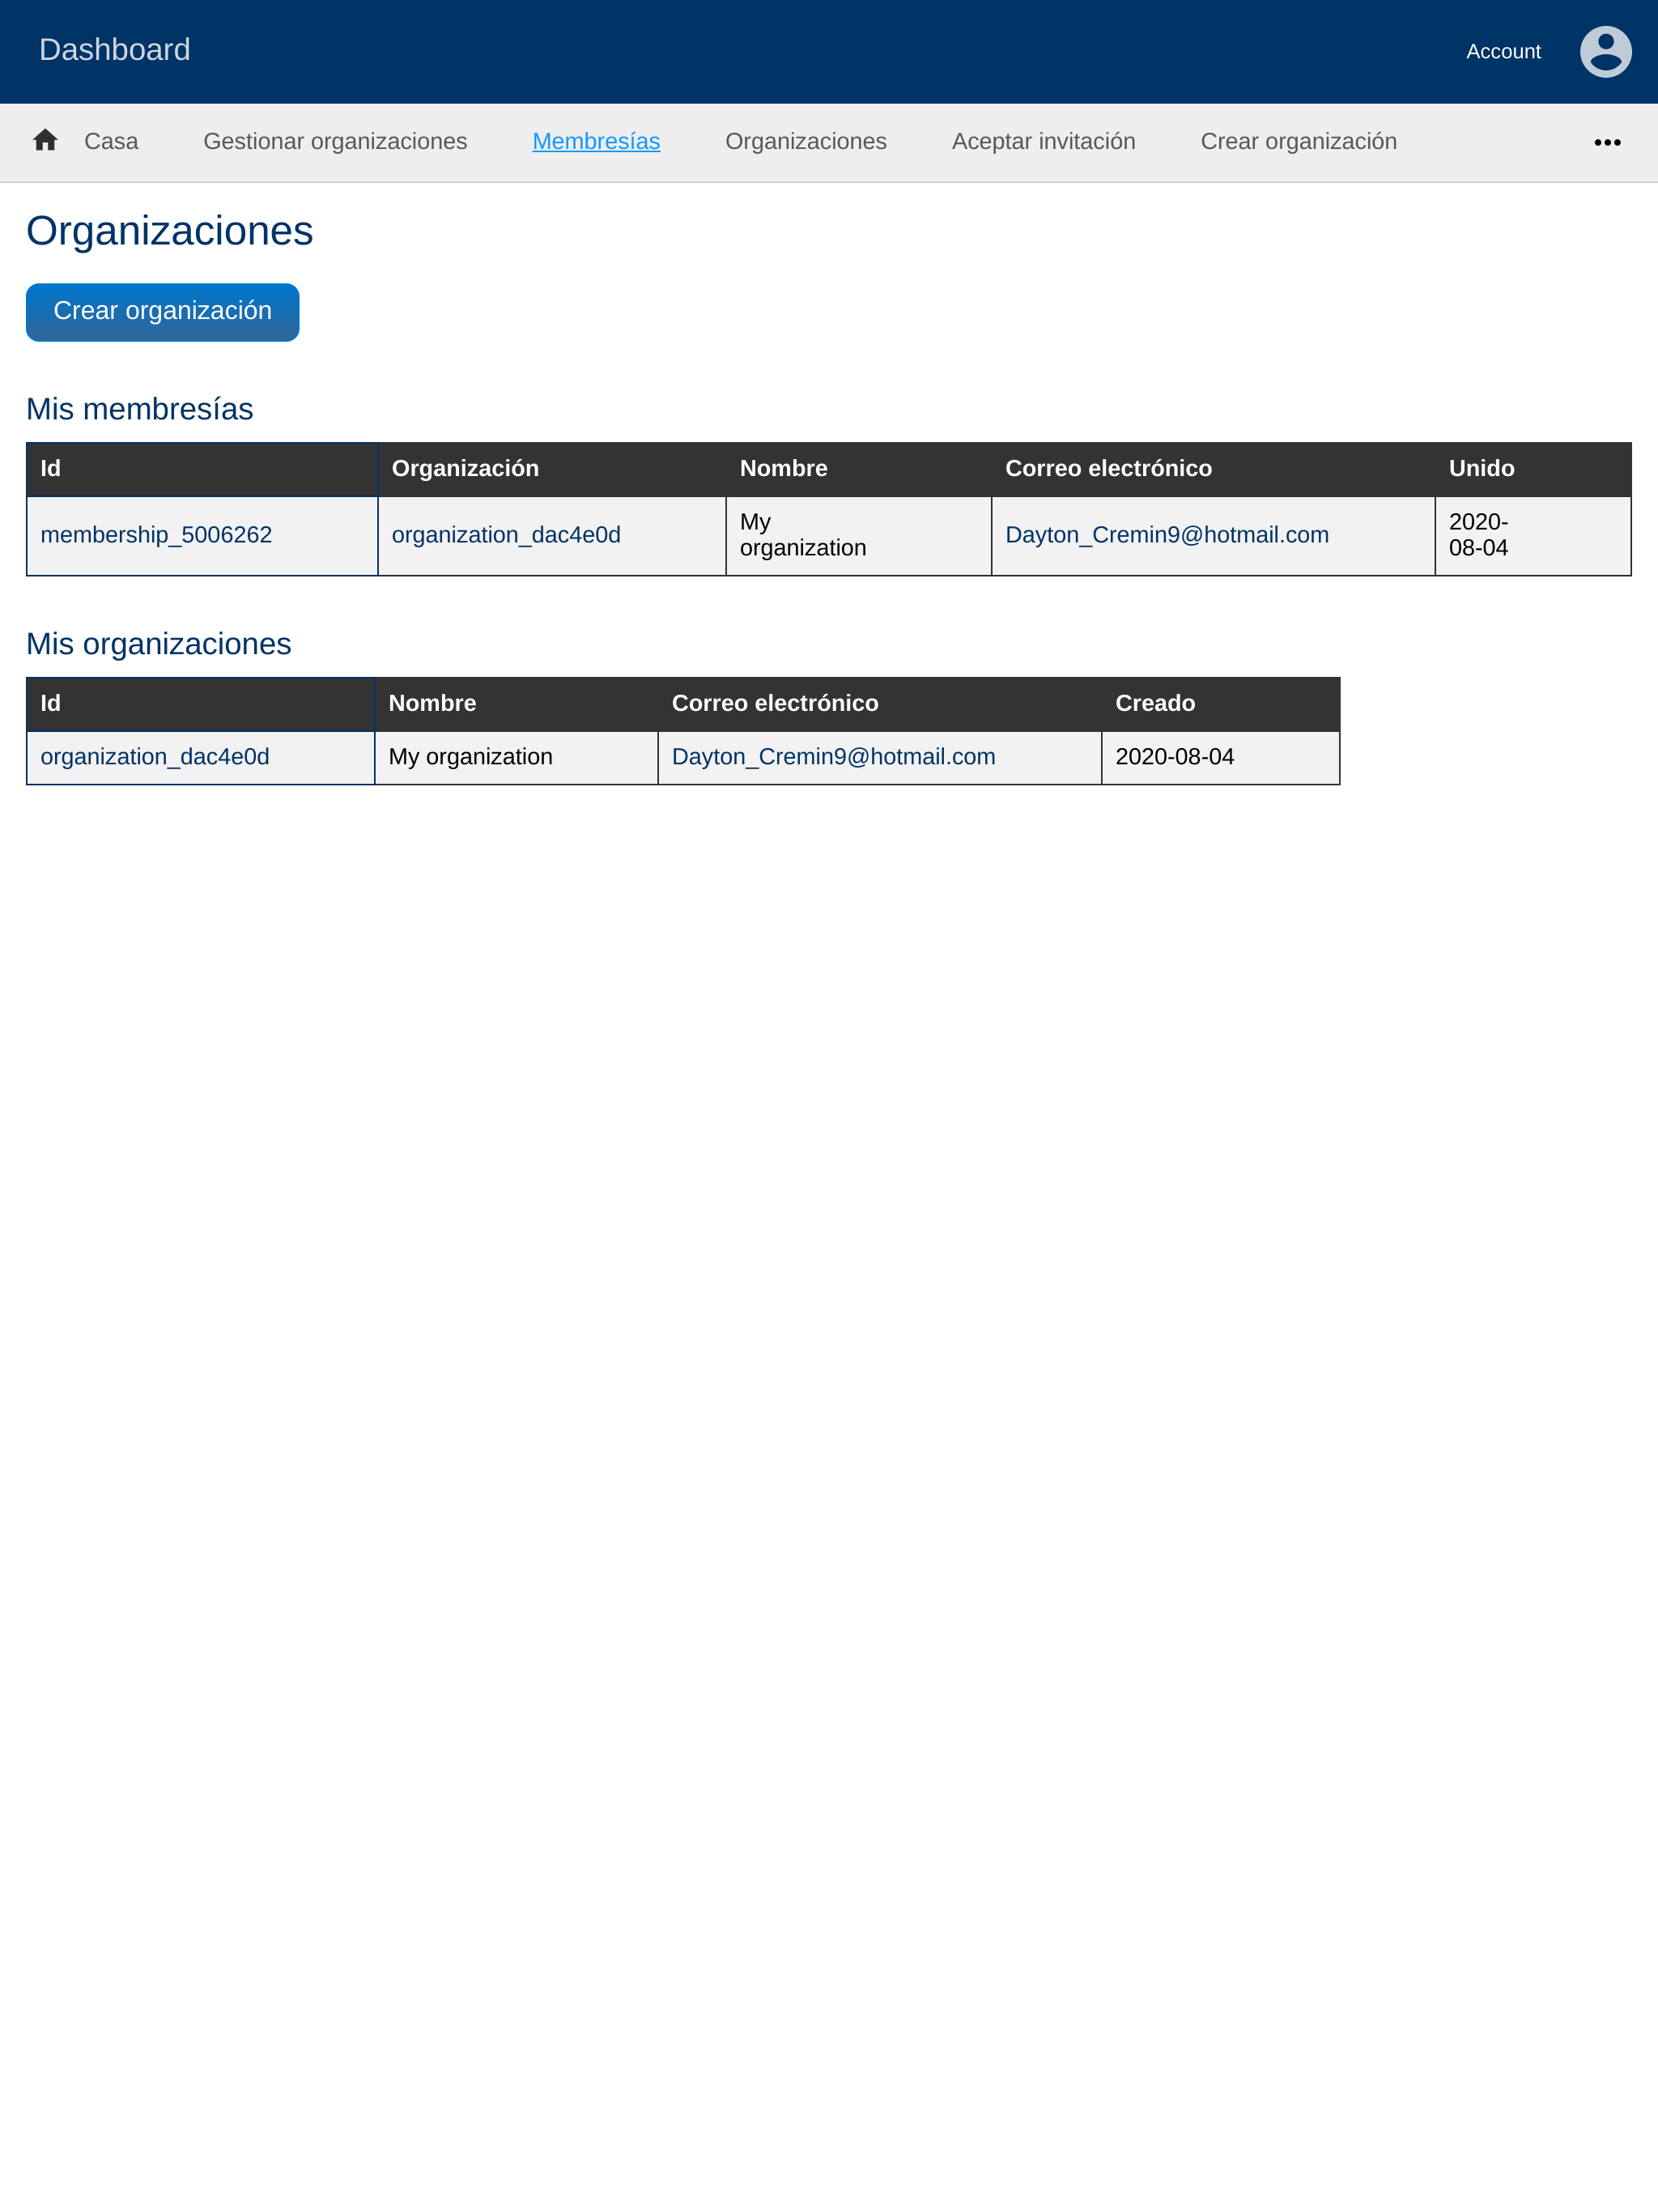 Dashboard
Account
Casa Gestionar organizaciones Membresías Organizaciones Aceptar invitación Crear organización
Organizaciones
Crear organización
Mis membresías
Id Organización Nombre Correo electrónico Unido
membership_5006262 organization_dac4e0d My organization Dayton_Cremin9@hotmail.com 2020-08-04
Mis organizaciones
Id Nombre Correo electrónico Creado
organization_dac4e0d My organization Dayton_Cremin9@hotmail.com 2020-08-04